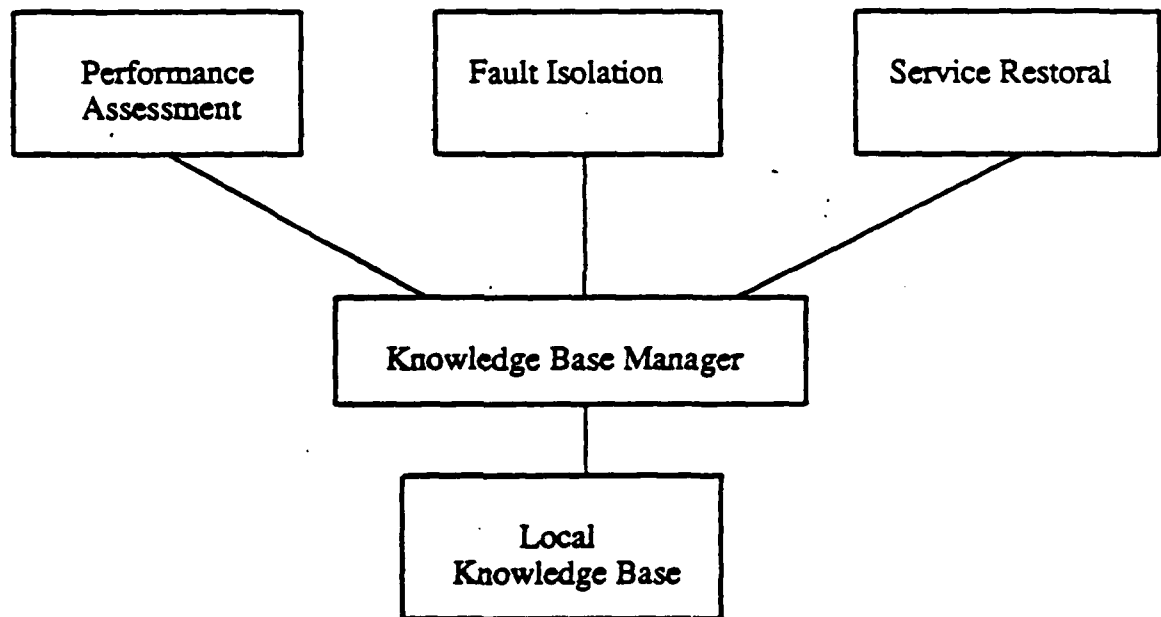 Performance
Assessment
Fault Isolation
Service Restoral
Knowledge Base Manager
Local
Knowledge Base